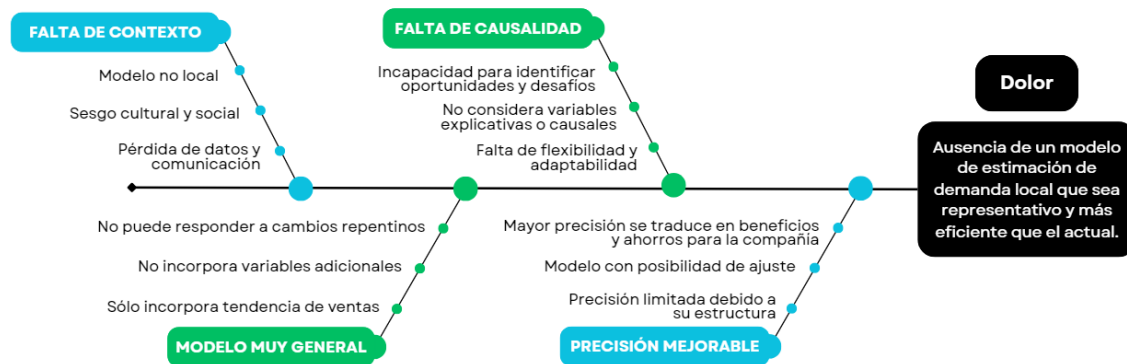 FALTA DE CONTEXTO
Modelo no local
Sesgo cultural y social
Pérdida de datos y
comunicación
FALTA DE CAUSALIDAD
Incapacidad para identificar
oportunidades y desafíos
No considera variables
explicativas o causales
Falta de flexibilidad y
adaptabilidad
Dolor
Ausencia de un modelo
de estimación de
demanda local que sea
representativo y más
eficiente que el actual.
No puede responder a cambios repentinos
No incorpora variables adicionales
Sólo incorpora tendencia de ventas
MODELO MUY GENERAL
Mayor precisión se traduce en beneficios
y ahorros para la compañía
Modelo con posibilidad de ajuste
Precisión limitada debido a
su estructura
PRECISIÓN MEJORABLE